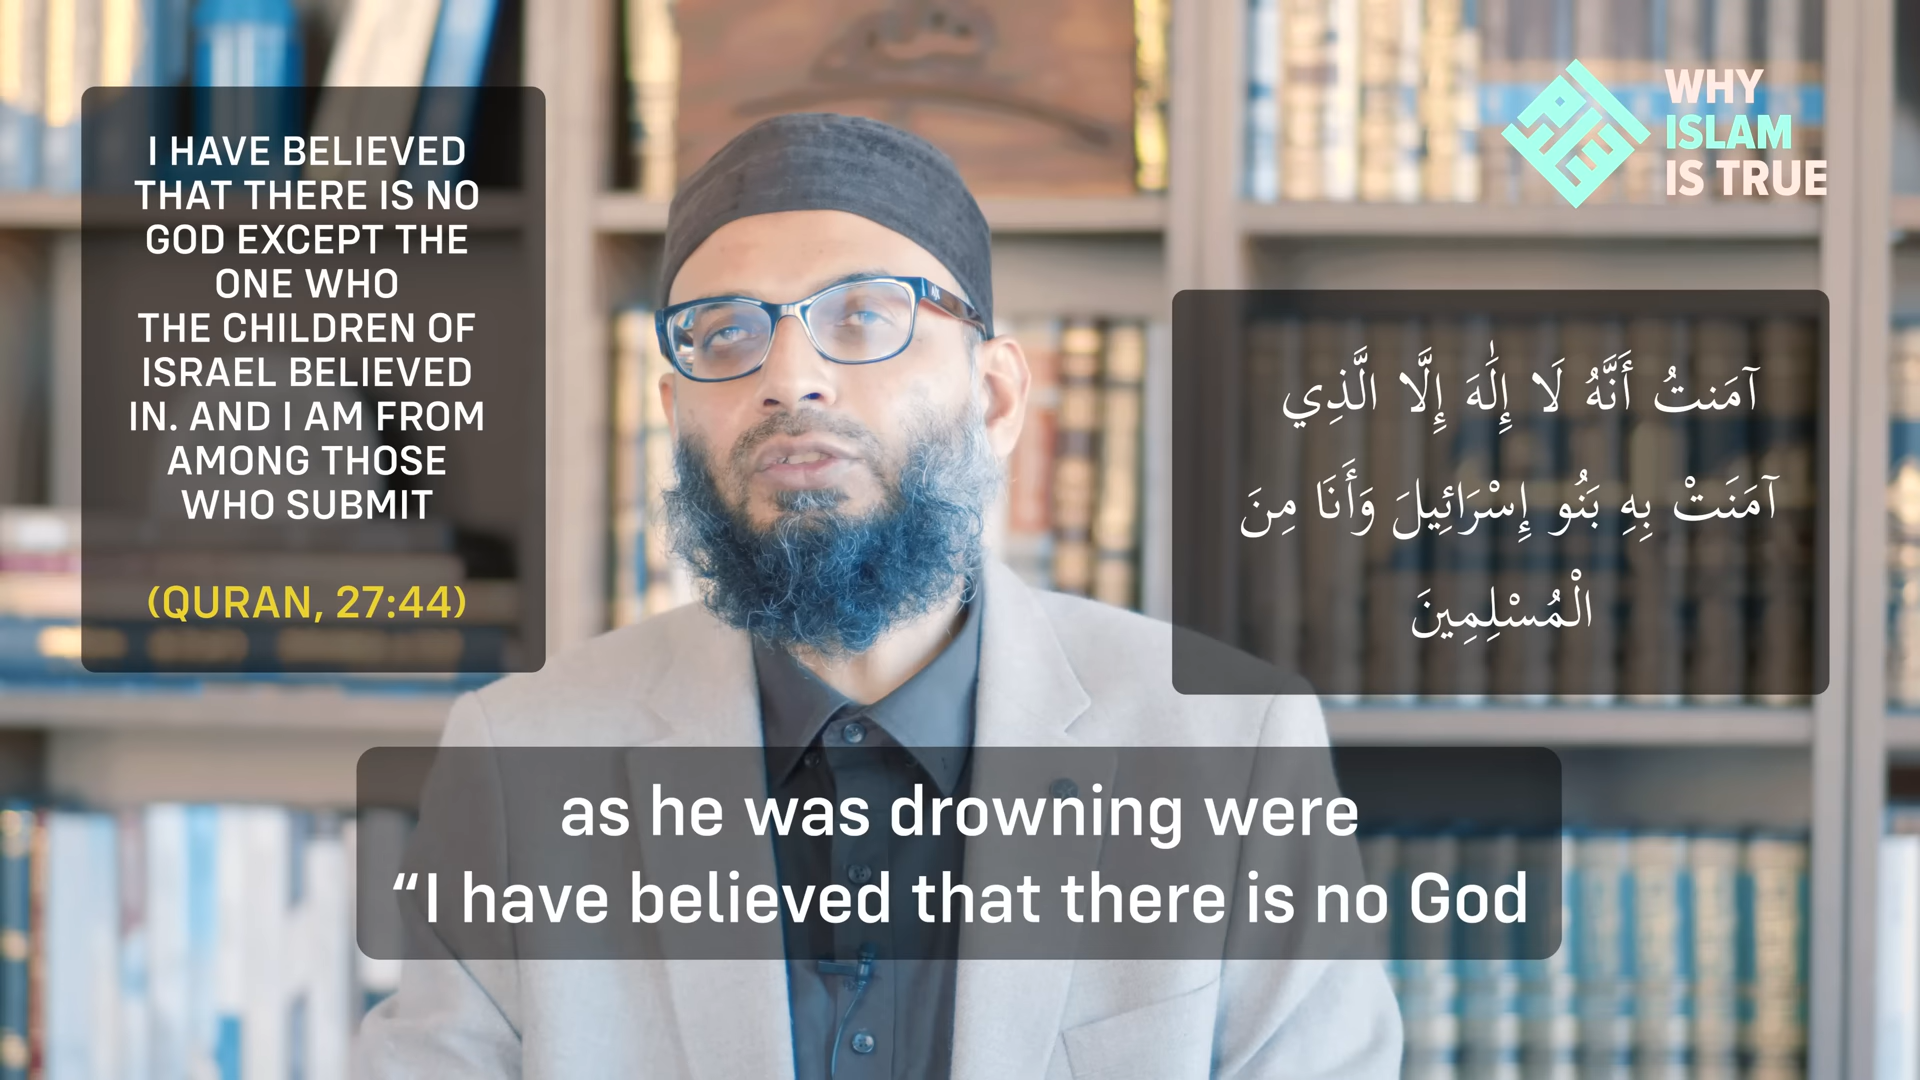 I HAVE BELIEVED
THAT THERE IS NO
GOD EXCEPT THE
ONE WHO
THE CHILDREN OF
ISRAEL BELIEVED
IN. AND I AM FROM
AMONG THOSE
WHO SUBMIT
(QURAN, 27:44)
WHY
ISLAM
IS TRUE
آمَنتُ أَنَّهُ لَا إِلَٰهَ إِلَّا الَّذِي
آمَنَتْ بِهِ بَنُو إِسْرَائِيلَ وَأَنَا مِنَ
الْمُسْلِمِينَ
as he was drowning were
“I have believed that there is no God